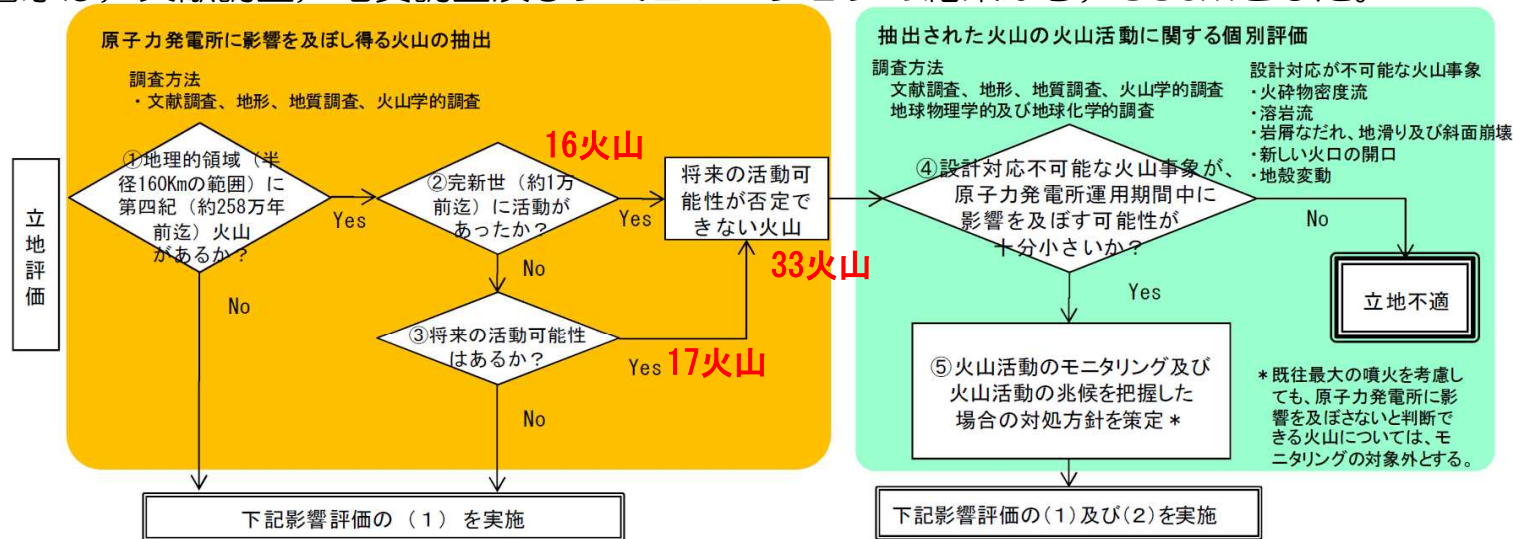 原子力発電所に影響を及ぼし得る火山の抽出
調査方法
・文献調査、地形、地質調査、火山学的調査
立地評価
①地理的領域（半
径160Kmの範囲）に
第四紀（約258万年
前迄）火山
があるか？
Yes
No
②完新世（約1万
前迄）に活動が
あったか？
16火山
Yes
No
③将来の活動可能性
はあるか？
Yes
17火山
No
将来の活動可
能性が否定で
きない火山
33火山
下記影響評価の（１）を実施
抽出された火山の火山活動に関する個別評価
調査方法
文献調査、地形、地質調査、火山学的調査
地球物理学的及び地球化学的調査
設計対応が不可能な火山事象
・火砕物密度流
・溶岩流
・岩屑なだれ、地滑り及び斜面崩壊
・新しい火口の開口
・地殻変動
④設計対応不可能な火山事象が、
原子力発電所運用期間中に
影響を及ぼす可能性が
十分小さいか？
No
Yes
立地不適
⑤火山活動のモニタリング及び
火山活動の兆候を把握した
場合の対処方針を策定＊
＊既往最大の噴火を考慮し
ても、原子力発電所に影
響を及ぼさないと判断で
きる火山については、モ
ニタリングの対象外とする。
下記影響評価の(1)及び(2)を実施